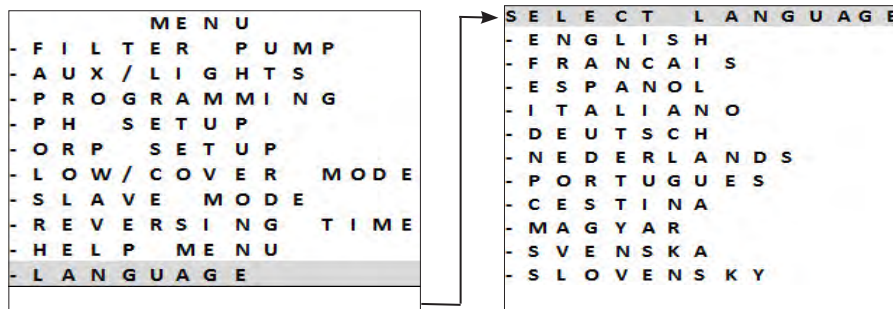 MENU
-FILTER PUMP
-AUX/LIGHTS
-PROGRAMMING
-PH SETUP
-ORP SETUP
-LOW/COVER MODE
-SLAVE MODE
-REVERSING TIME
-HELP MENU
-LANGUAGE
SELECT LANGUAGE
-ENGLISH
-FRANCAIS
-ESPANOL
-ITALIANO
-DEUTSCH
-NEDERLANDS
-PORTUGUES
-CESTINA
-MAGYAR
-SVENSKA
-SLOVENSKY